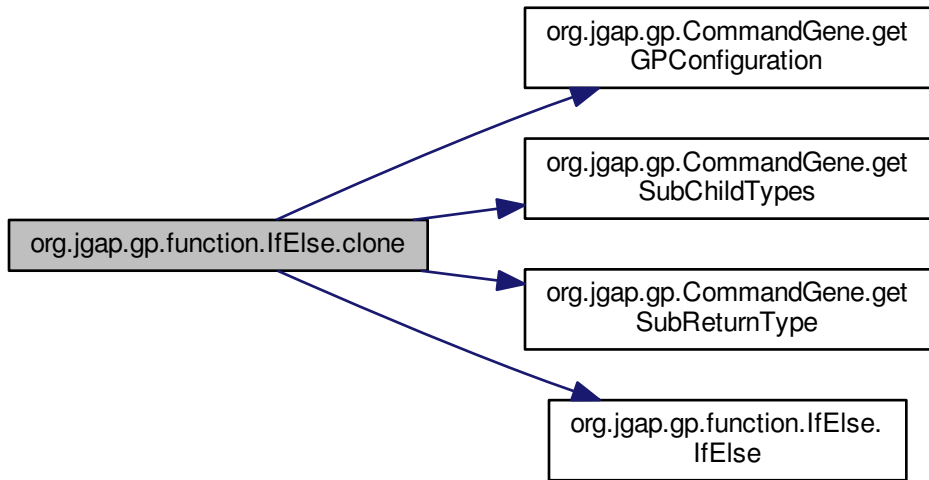 org.jgap.gp.CommandGene.get
GPConfiguration
org.jgap.gp.CommandGene.get
SubChildTypes
org.jgap.gp.function.IfElse.clone
org.jgap.gp.CommandGene.get
SubReturnType
org.jgap.gp.function.IfElse.
IfElse